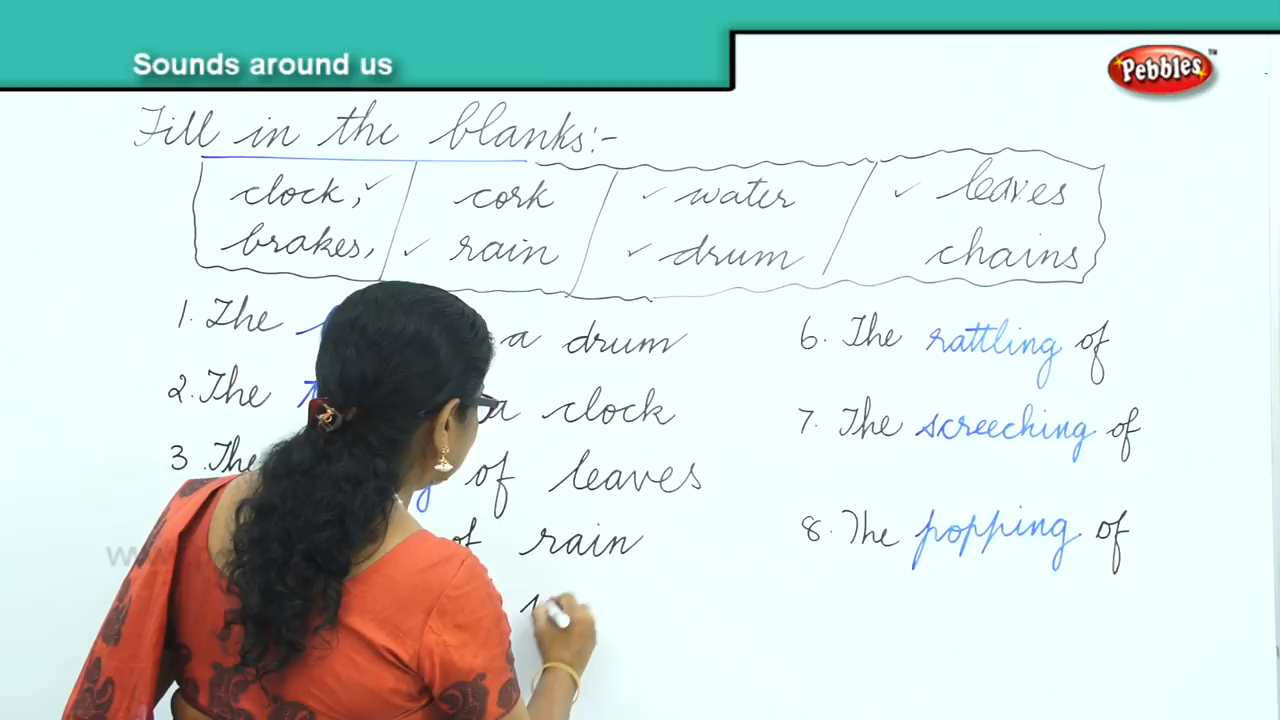 Sounds around us
Pebbles
Fill in the blanks:-
clock, ✓ cork ✓ water ✓ leaves
brakes, ✓ rain ✓ drum chains
1. The a drum
2. The a clock
3. The of leaves
of rain
6. The rattling of
7. The screeching of
8. The popping of